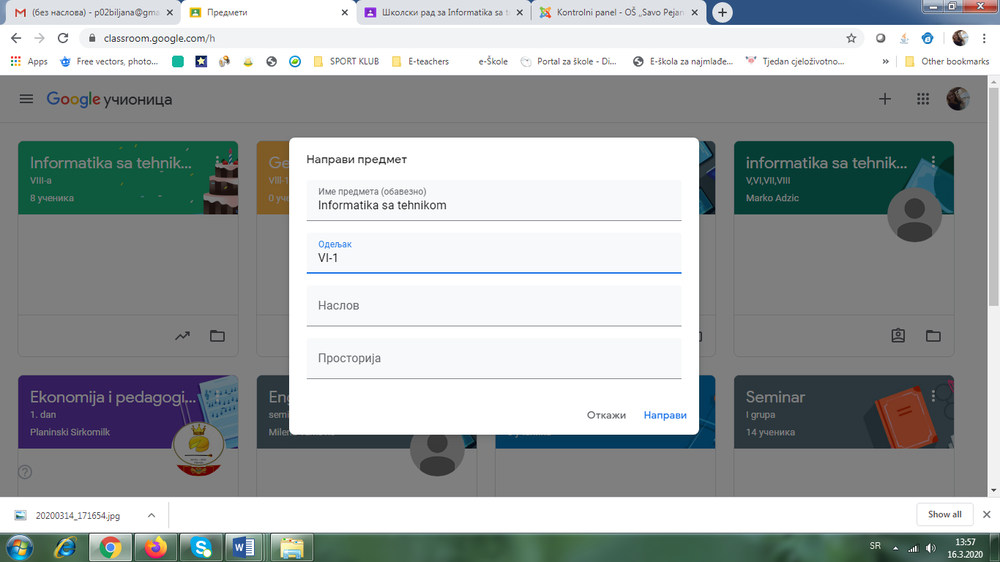 (без наслова) - p02biljana@gma
Предмети
Školski рад за Informatika sa t
Kontrolni panel - OŠ „Savo Pejan
classroom.google.com/h
Apps
Free vectors, photo...
SPORT KLUB
E-teachers
e-Škole
Portal za škole - Di...
E-škola za najmlađe...
Tjedan cjeloživotno...
»
Other bookmarks
Google учионица
Informatika sa tehnik...
VIII-a
8 ученика
Ge
VIII-1
0 уче
informatika sa tehnik...
V,VI,VII,VIII
Marko Adzic
Направи предмет
Име предмета (обавезно)
Informatika sa tehnikom
Одељак
VI-1
Наслов
Просторија
Откажи
Направи
Ekonomija i pedagogi...
1. dan
Planinski Sirkomilk
Eng
semi
Seminar
I grupa
14 ученика
20200314_171654.jpg
Show all
SR
13:57
16.3.2020